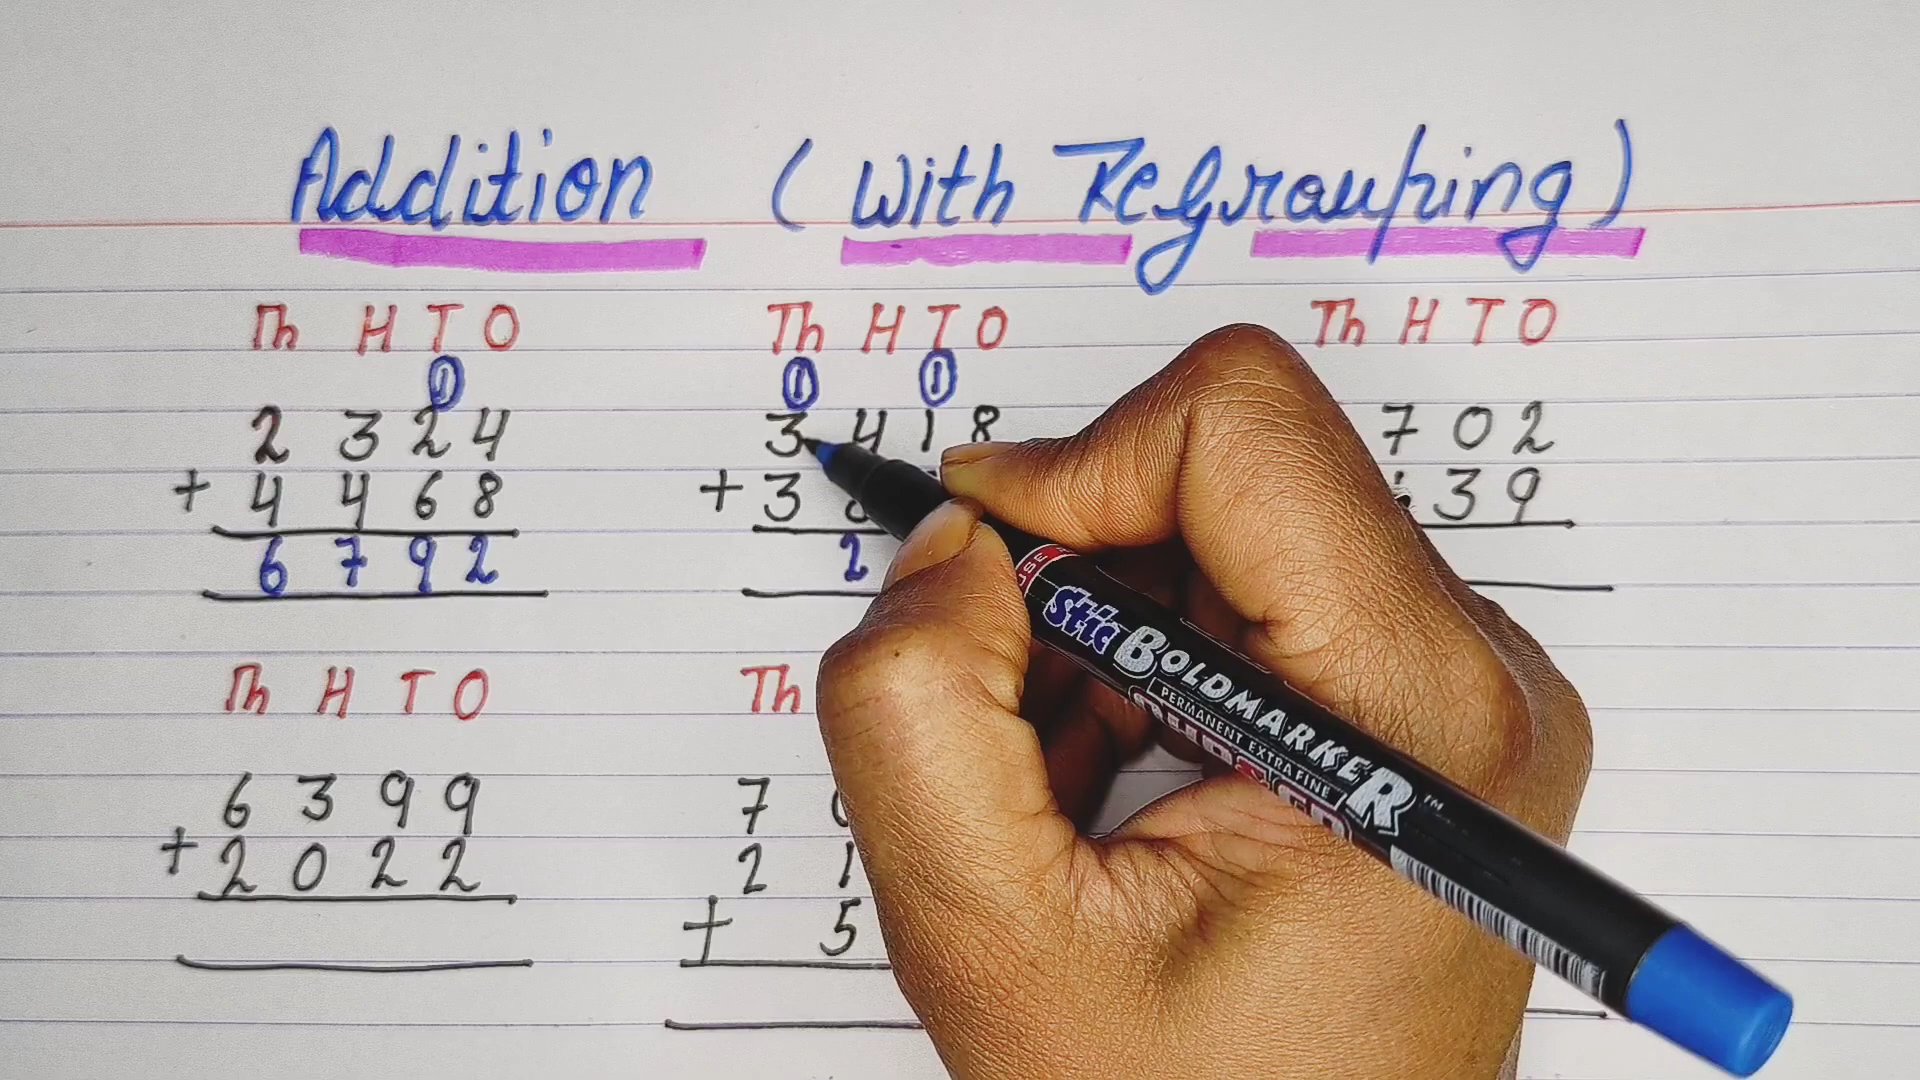 Addition (With Regrouping)
Th H T O
①
2 3 2 4
+ 4 4 6 8
6 7 9 2
Th H T O
① ①
3 4 1 8
+ 3
2
Th H T O
7 0 2
3 9
Th H T O
6 3 9 9
+ 2 0 2 2
Th
7
2 1
+ 5
Stic BOLDMARKER™
PERMANENT EXTRA FINE